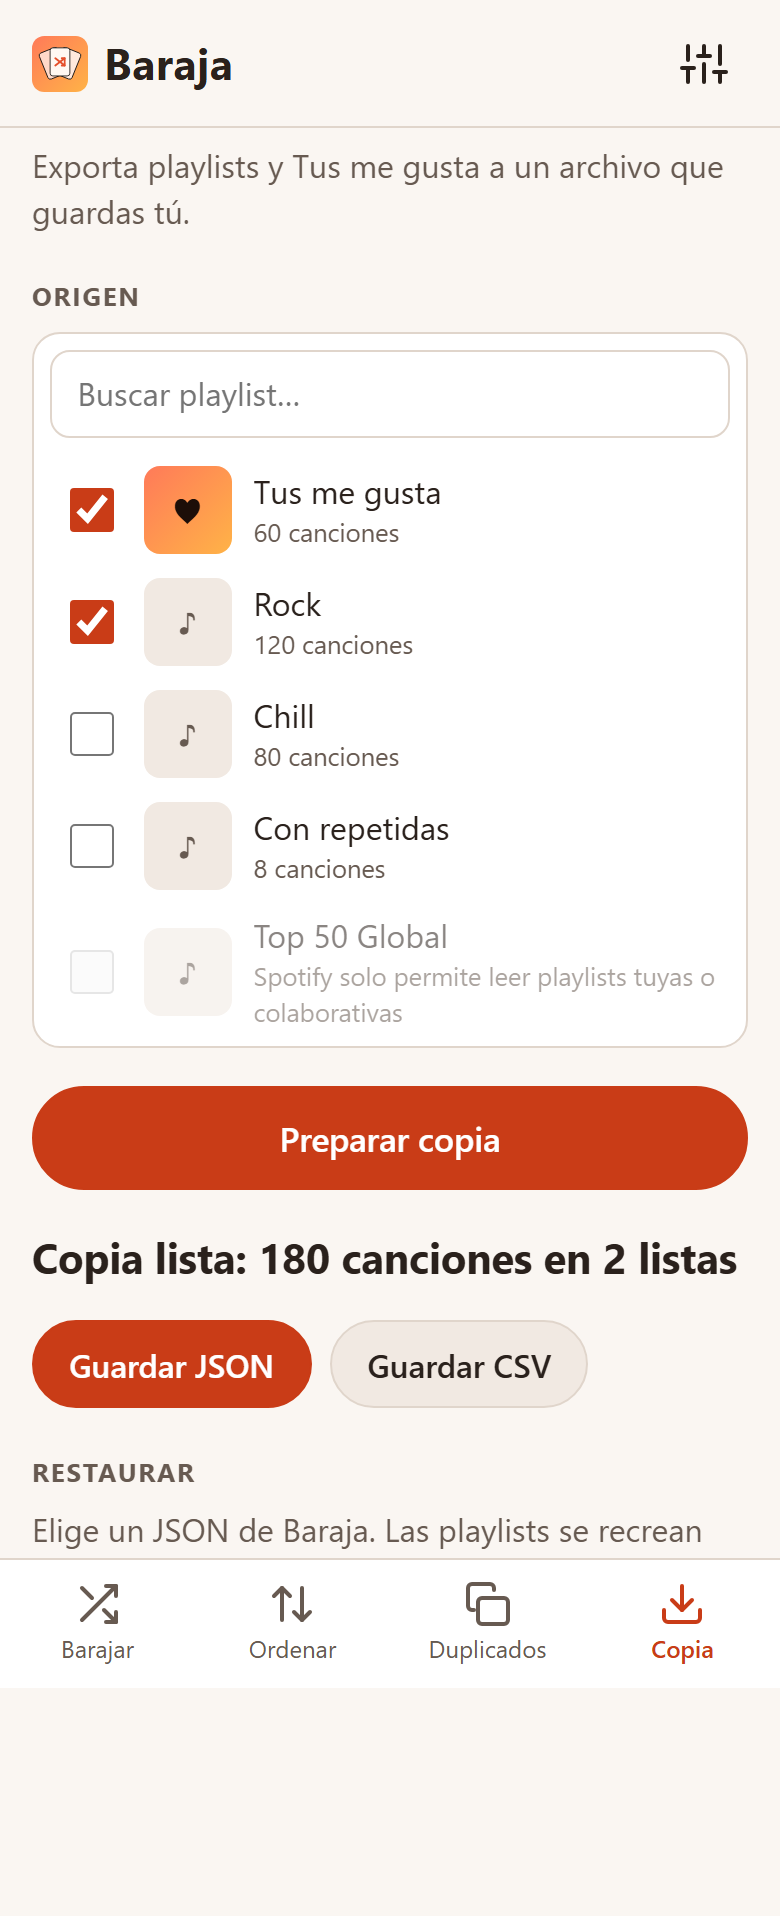 Baraja
Exporta playlists y Tus me gusta a un archivo que
guardas tú.
ORIGEN
Buscar playlist...
Tus me gusta
60 canciones
Rock
120 canciones
Chill
80 canciones
Con repetidas
8 canciones
Top 50 Global
Spotify solo permite leer playlists tuyas o
colaborativas
Preparar copia
Copia lista: 180 canciones en 2 listas
Guardar JSON
Guardar CSV
RESTAURAR
Elige un JSON de Baraja. Las playlists se recrean
Barajar
Ordenar
Duplicados
Copia